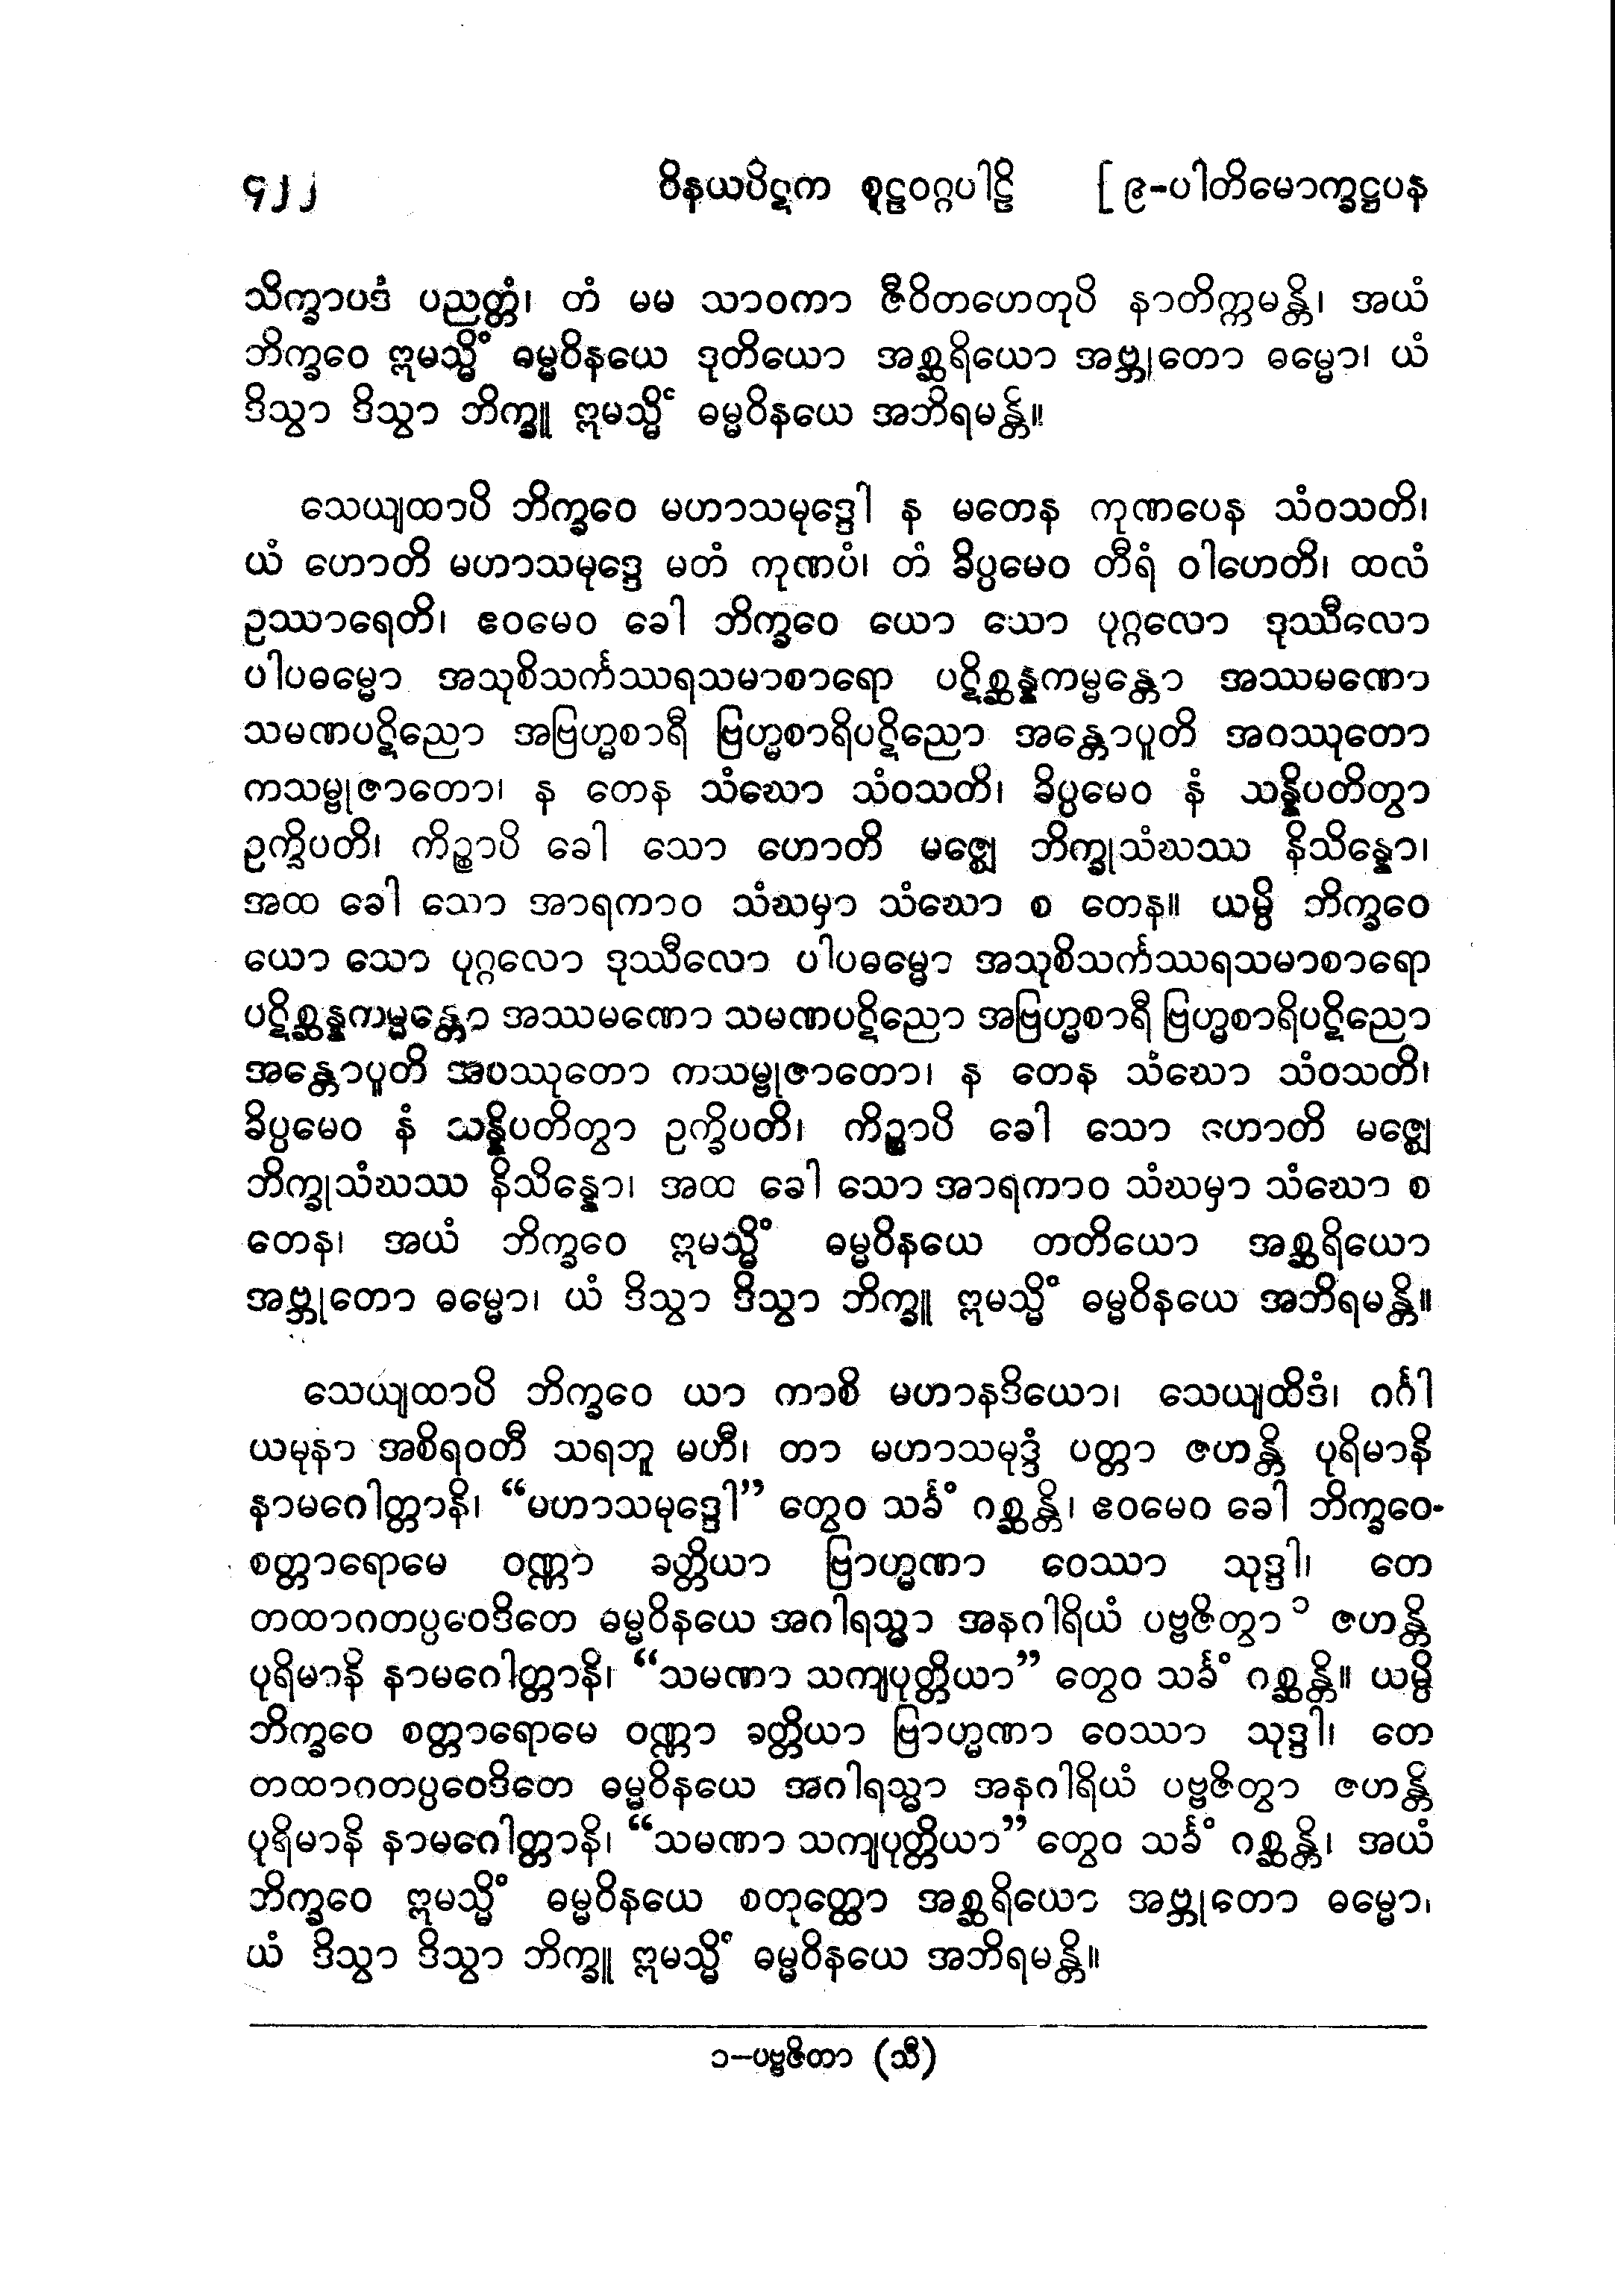 ၄၂၂ ဝိနယပိဋက စူဠဝဂ္ဂပါဠိ [ ၉-ပါတိမောက္ခဋ္ဌပန
သိက္ခာပဒံ ပညတ္တံ၊ တံ မမ သာဝကာ ဇီဝိတဟေတုပိ နာတိက္ကမန္တိ၊ အယံ
ဘိက္ခဝေ ဣမသ္မိံ ဓမ္မဝိနယေ ဒုတိယော အစ္ဆရိယော အဗ္ဘုတော ဓမ္မော၊ ယံ
ဒိသွာ ဒိသွာ ဘိက္ခူ ဣမသ္မိံ ဓမ္မဝိနယေ အဘိရမန္တိ။
သေယျထာပိ ဘိက္ခဝေ မဟာသမုဒ္ဒေါ န မတေန ကုဏပေန သံဝသတိ၊
ယံ ဟောတိ မဟာသမုဒ္ဒေ မတံ ကုဏပံ၊ တံ ခိပ္ပမေဝ တီရံ ဝါဟေတိ၊ ထလံ
ဥဿာရေတိ၊ ဧဝမေဝ ခေါ ဘိက္ခဝေ ယော သော ပုဂ္ဂလော ဒုဿီလော
ပါပဓမ္မော အသုစိသင်္ကဿရသမာစာရော ပဋိစ္ဆန္နကမ္မန္တော အဿမဏော
သမဏပဋိညော အဗြဟ္မစာရီ ဗြဟ္မစာရိပဋိညော အန္တောပူတိ အဝဿုတော
ကသမ္ဗုဇာတော၊ န တေန သံဃော သံဝသတိ၊ ခိပ္ပမေဝ နံ သန္နိပတိတွာ
ဥက္ခိပတိ၊ ကိဉ္စာပိ ခေါ သော ဟောတိ မဇ္ဈေ ဘိက္ခုသံဃဿ နိသိန္နော၊
အထ ခေါ သော အာရကာဝ သံဃမှာ သံဃော စ တေန။ ယမ္ပိ ဘိက္ခဝေ
ယော သော ပုဂ္ဂလော ဒုဿီလော ပါပဓမ္မော အသုစိသင်္ကဿရသမာစာရော
ပဋိစ္ဆန္နကမ္မန္တော အဿမဏော သမဏပဋိညော အဗြဟ္မစာရီ ဗြဟ္မစာရိပဋိညော
အန္တောပူတိ အဝဿုတော ကသမ္ဗုဇာတော၊ န တေန သံဃော သံဝသတိ၊
ခိပ္ပမေဝ နံ သန္နိပတိတွာ ဥက္ခိပတိ၊ ကိဉ္စာပိ ခေါ သော ဟောတိ မဇ္ဈေ
ဘိက္ခုသံဃဿ နိသိန္နော၊ အထ ခေါ သော အာရကာဝ သံဃမှာ သံဃော စ
တေန၊ အယံ ဘိက္ခဝေ ဣမသ္မိံ ဓမ္မဝိနယေ တတိယော အစ္ဆရိယော
အဗ္ဘုတော ဓမ္မော၊ ယံ ဒိသွာ ဒိသွာ ဘိက္ခူ ဣမသ္မိံ ဓမ္မဝိနယေ အဘိရမန္တိ။
သေယျထာပိ ဘိက္ခဝေ ယာ ကာစိ မဟာနဒိယော၊ သေယျထိဒံ၊ ဂင်္ဂါ
ယမုနာ အစိရဝတီ သရဘူ မဟီ၊ တာ မဟာသမုဒ္ဒံ ပတ္တာ ဇဟန္တိ ပုရိမာနိ
နာမဂေါတ္တာနိ၊ “မဟာသမုဒ္ဒေါ” တွေဝ သင်္ခံ ဂစ္ဆန္တိ၊ ဧဝမေဝ ခေါ ဘိက္ခဝေ-
စတ္တာရောမေ ဝဏ္ဏာ ခတ္တိယာ ဗြာဟ္မဏာ ဝေဿာ သုဒ္ဒါ၊ တေ
တထာဂတပ္ပဝေဒိတေ ဓမ္မဝိနယေ အဂါရသ္မာ အနဂါရိယံ ပဗ္ဗဇိတွာ ၁ ဇဟန္တိ
ပုရိမာနိ နာမဂေါတ္တာနိ၊ “သမဏာ သကျပုတ္တိယာ” တွေဝ သင်္ခံ ဂစ္ဆန္တိ။ ယမ္ပိ
ဘိက္ခဝေ စတ္တာရောမေ ဝဏ္ဏာ ခတ္တိယာ ဗြာဟ္မဏာ ဝေဿာ သုဒ္ဒါ၊ တေ
တထာဂတပ္ပဝေဒိတေ ဓမ္မဝိနယေ အဂါရသ္မာ အနဂါရိယံ ပဗ္ဗဇိတွာ ဇဟန္တိ
ပုရိမာနိ နာမဂေါတ္တာနိ၊ “သမဏာ သကျပုတ္တိယာ” တွေဝ သင်္ခံ ဂစ္ဆန္တိ၊ အယံ
ဘိက္ခဝေ ဣမသ္မိံ ဓမ္မဝိနယေ စတုတ္ထော အစ္ဆရိယော အဗ္ဘုတော ဓမ္မော၊
ယံ ဒိသွာ ဒိသွာ ဘိက္ခူ ဣမသ္မိံ ဓမ္မဝိနယေ အဘိရမန္တိ။
၁-ပဗ္ဗဇိတာ (သီ)